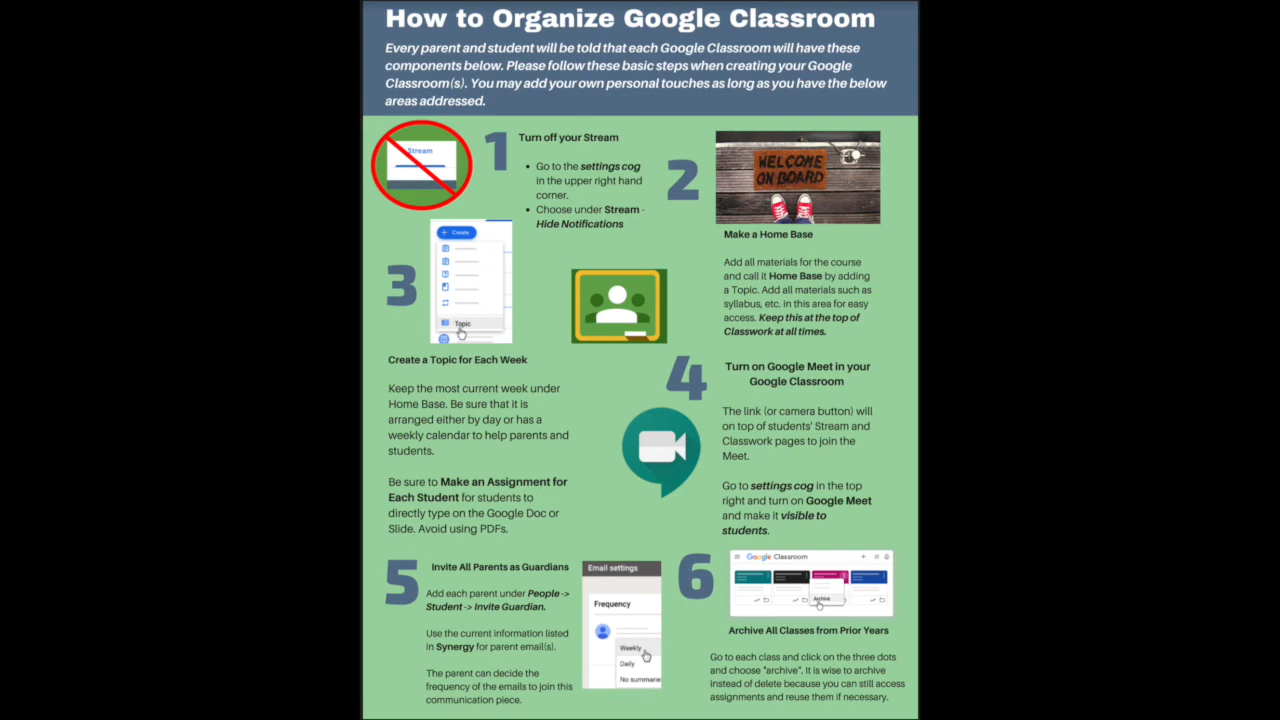 How to Organize Google Classroom
Every parent and student will be told that each Google Classroom will have these
components below. Please follow these basic steps when creating your Google
Classroom(s). You may add your own personal touches as long as you have the below
areas addressed.
Stream
1
Turn off your Stream
• Go to the settings cog
in the upper right hand
corner.
• Choose under Stream -
Hide Notifications
2
WELCOME
ON BOARD
Make a Home Base
Add all materials for the course
and call it Home Base by adding
a Topic. Add all materials such as
syllabus, etc. in this area for easy
access. Keep this at the top of
Classwork at all times.
3
+ Create
Topic
Create a Topic for Each Week
Keep the most current week under
Home Base. Be sure that it is
arranged either by day or has a
weekly calendar to help parents and
students.
Be sure to Make an Assignment for
Each Student for students to
directly type on the Google Doc or
Slide. Avoid using PDFs.
4
Turn on Google Meet in your
Google Classroom
The link (or camera button) will
on top of students' Stream and
Classwork pages to join the
Meet.
Go to settings cog in the top
right and turn on Google Meet
and make it visible to
students.
5
Invite All Parents as Guardians
Add each parent under People ->
Student -> Invite Guardian.
Use the current information listed
in Synergy for parent email(s).
The parent can decide the
frequency of the emails to join this
communication piece.
Email settings
Frequency
Weekly
Daily
No summaries
6
Google Classroom
Archive
Archive All Classes from Prior Years
Go to each class and click on the three dots
and choose "archive". It is wise to archive
instead of delete because you can still access
assignments and reuse them if necessary.